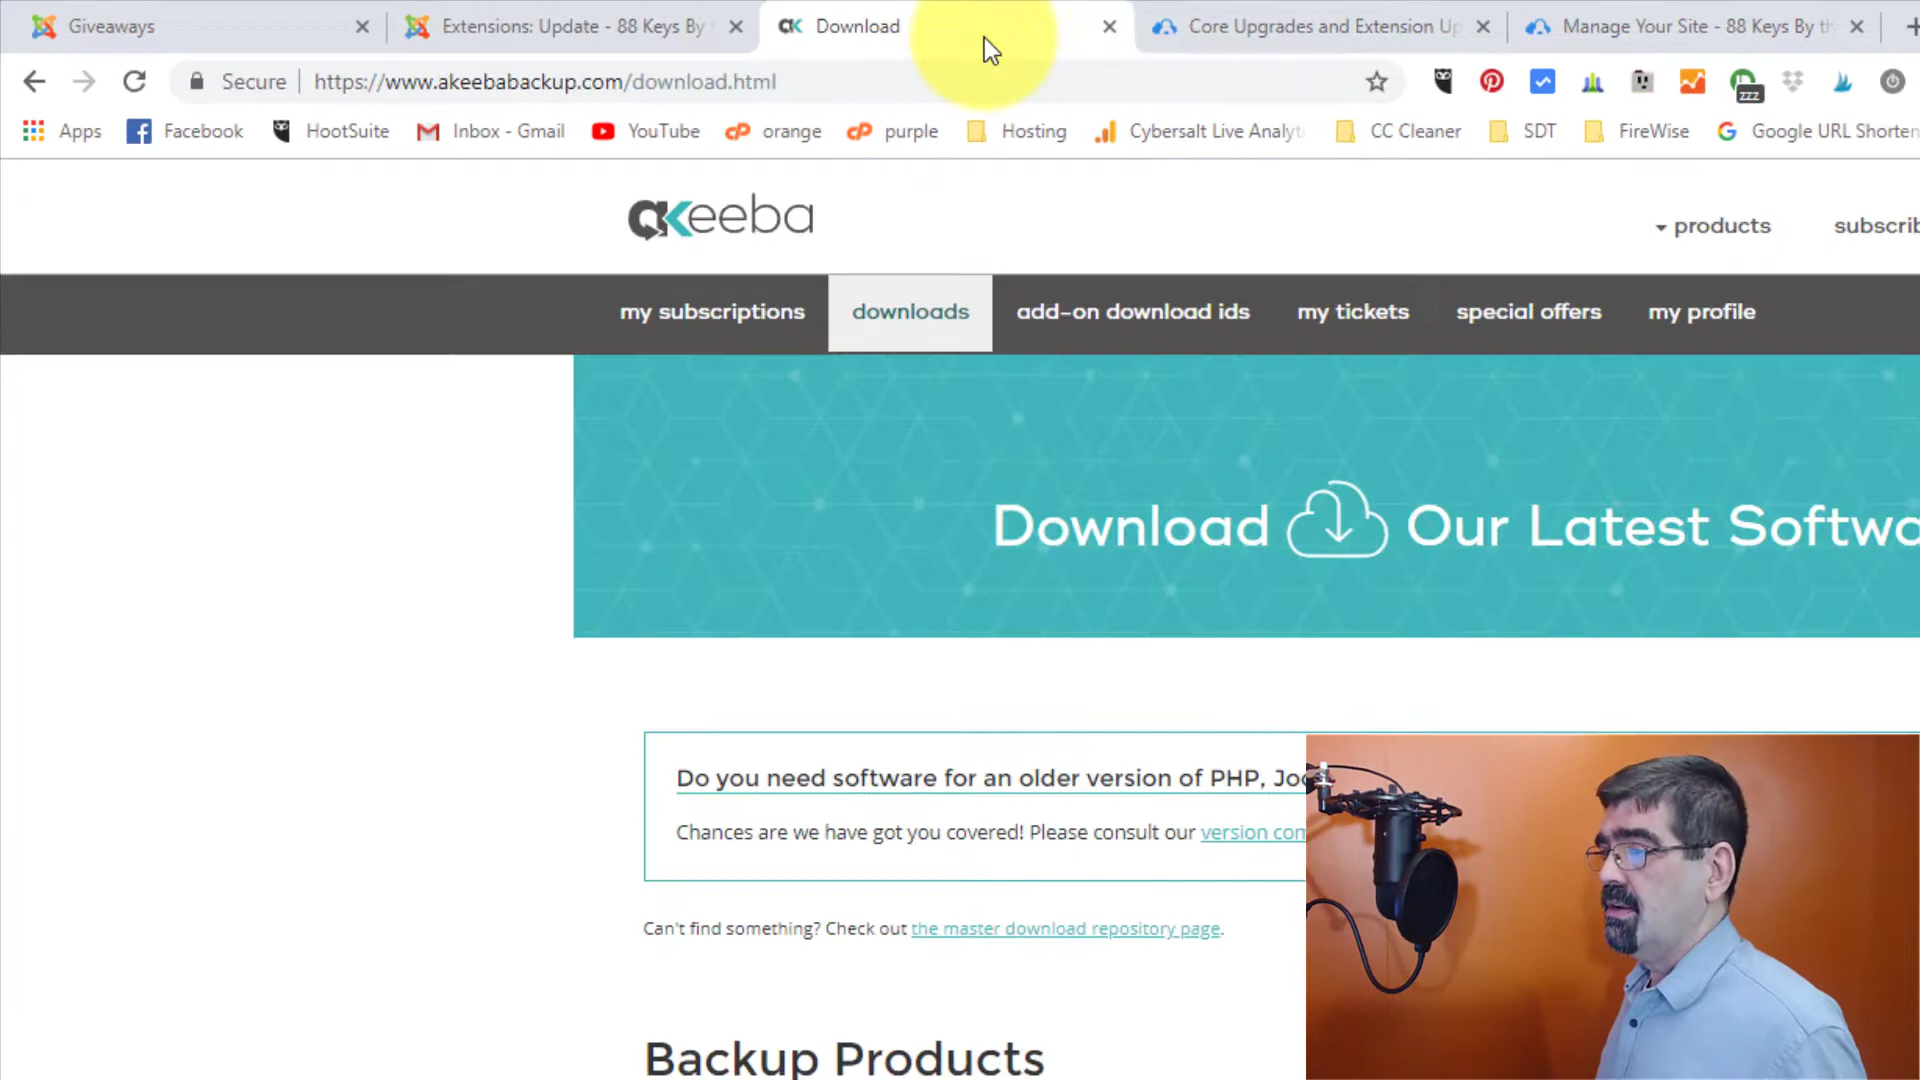 Giveaways
Extensions: Update - 88 Keys By
Download
Core Upgrades and Extension Up
Manage Your Site - 88 Keys By th
Secure https://www.akeebabackup.com/download.html
zzz
Apps Facebook HootSuite Inbox - Gmail YouTube orange purple Hosting Cybersalt Live Analyt CC Cleaner SDT FireWise Google URL Shorten
akeeba
products
subscrib
my subscriptions downloads add-on download ids my tickets special offers my profile
Download Our Latest Softwa
Do you need software for an older version of PHP, Joo
Chances are we have got you covered! Please consult our version com
Can't find something? Check out the master download repository page.
Backup Products